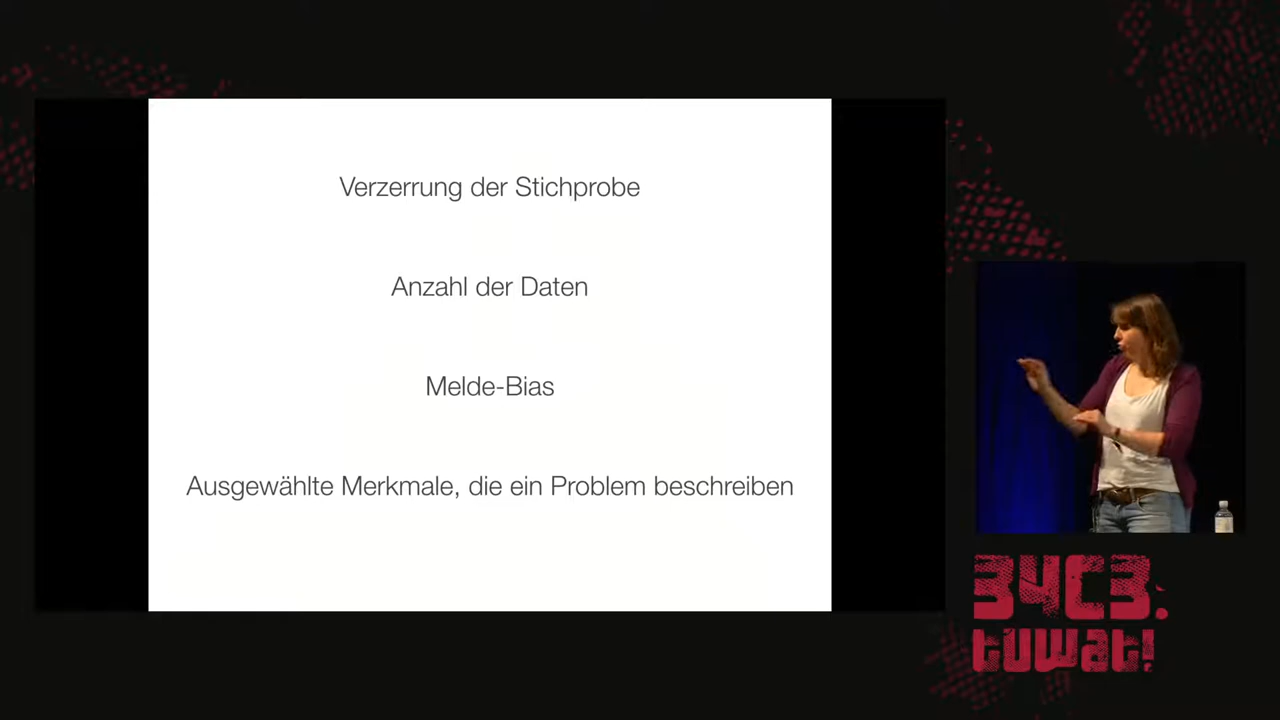 Verzerrung der Stichprobe
Anzahl der Daten
Melde-Bias
Ausgewählte Merkmale, die ein Problem beschreiben
34C3.
tuwat!